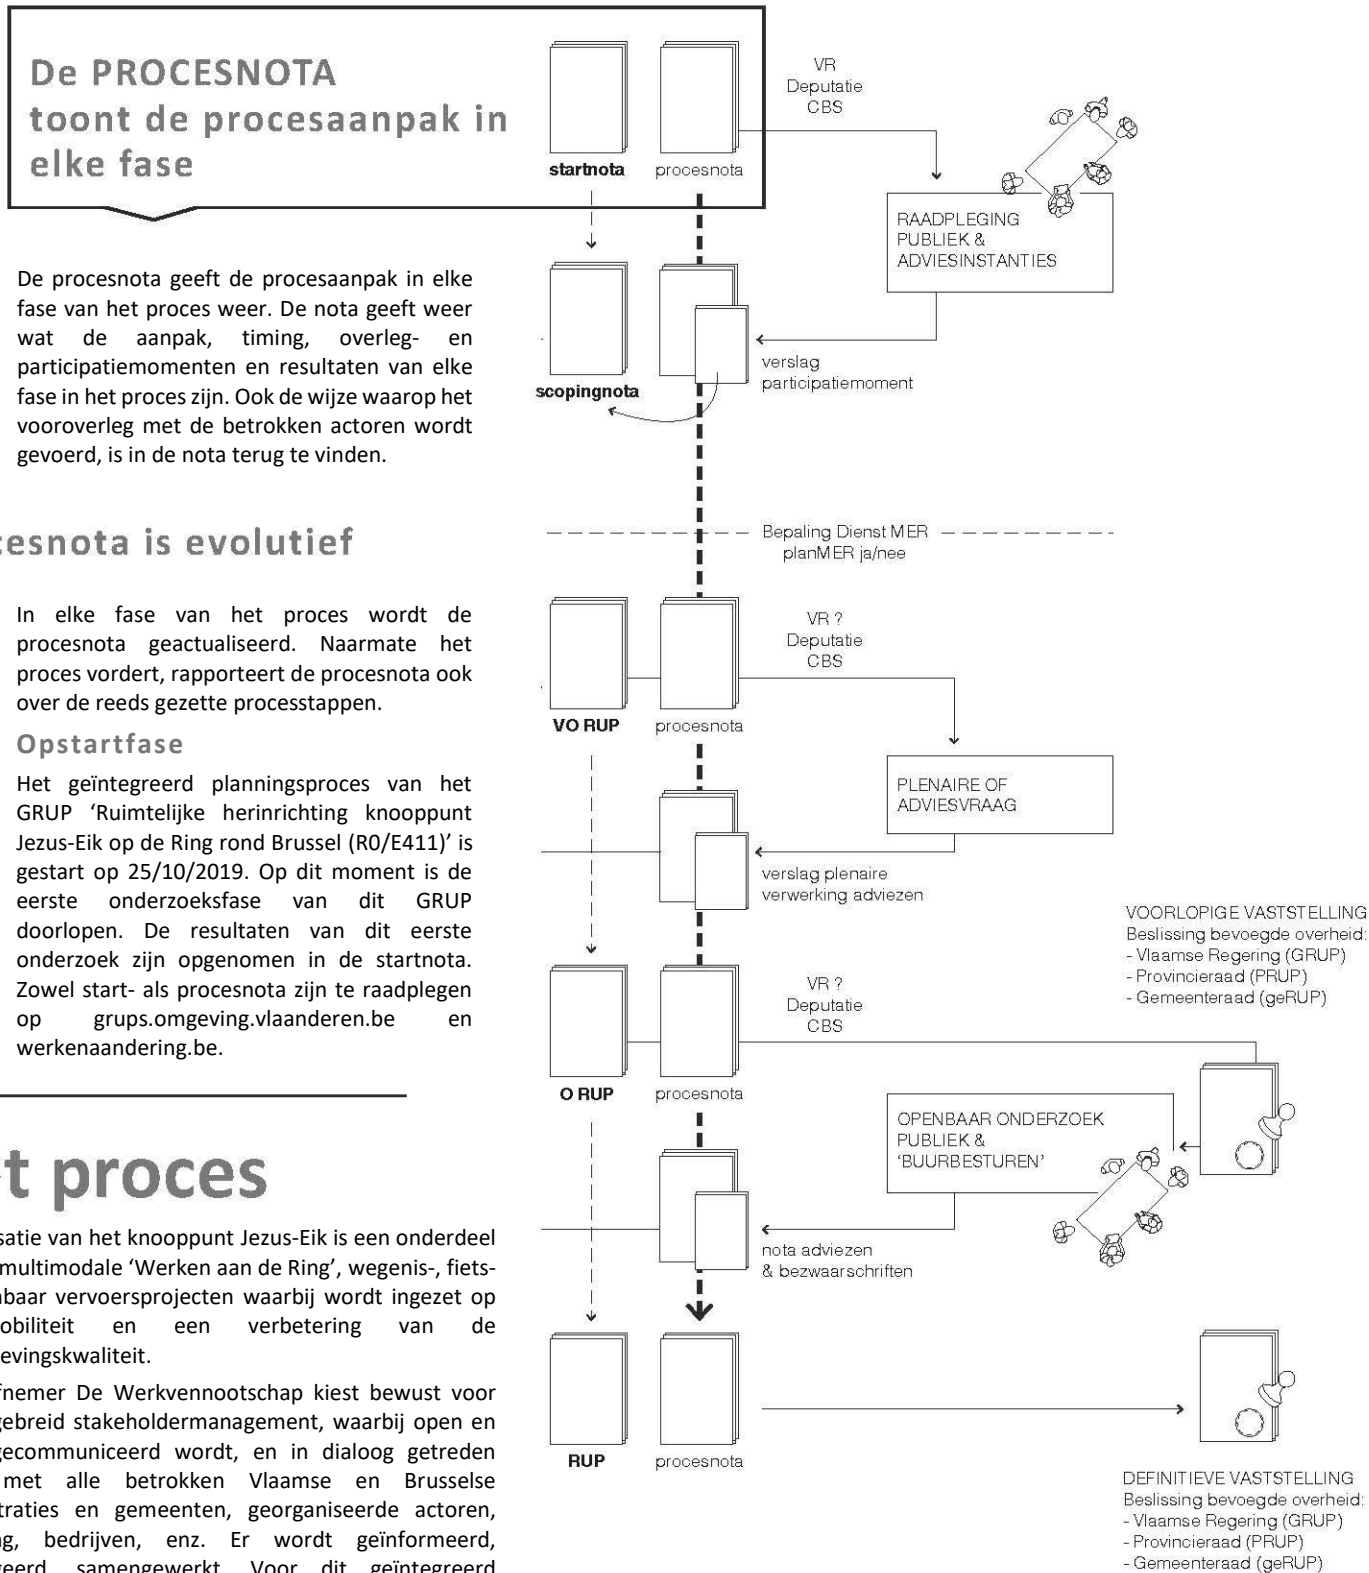 De PROCESNOTA
toont de procesaanpak in
elke fase
De procesnota geeft de procesaanpak in elke
fase van het proces weer. De nota geeft weer
wat de aanpak, timing, overleg- en
participatiemomenten en resultaten van elke
fase in het proces zijn. Ook de wijze waarop het
vooroverleg met de betrokken actoren wordt
gevoerd, is in de nota terug te vinden.
cesnota is evolutief
In elke fase van het proces wordt de
procesnota geactualiseerd. Naarmate het
proces vordert, rapporteert de procesnota ook
over de reeds gezette processtappen.
Opstartfase
Het geïntegreerd planningsproces van het
GRUP ‘Ruimtelijke herinrichting knooppunt
Jezus-Eik op de Ring rond Brussel (R0/E411)’ is
gestart op 25/10/2019. Op dit moment is de
eerste onderzoeksfase van dit GRUP
doorlopen. De resultaten van dit eerste
onderzoek zijn opgenomen in de startnota.
Zowel start- als procesnota zijn te raadplegen
op grups.omgeving.vlaanderen.be en
werkenaandering.be.
t proces
satie van het knooppunt Jezus-Eik is een onderdeel
multimodale ‘Werken aan de Ring’, wegenis-, fiets-
nbaar vervoersprojecten waarbij wordt ingezet op
obiliteit en een verbetering van de
evingskwaliteit.
fnemer De Werkvennootschap kiest bewust voor
gebreid stakeholdermanagement, waarbij open en
gecommuniceerd wordt, en in dialoog getreden
met alle betrokken Vlaamse en Brusselse
traties en gemeenten, georganiseerde actoren,
ng, bedrijven, enz. Er wordt geïnformeerd,
geerd, samengewerkt. Voor dit geïntegreerd
startnota
procesnota
VR
Deputatie
CBS
RAADPLEGING
PUBLIEK &
ADVIESINSTANTIES
verslag
participatiemoment
scopingnota
Bepaling Dienst MER
planMER ja/nee
VR ?
Deputatie
CBS
VO RUP
procesnota
PLENAIRE OF
ADVIESVRAAG
verslag plenaire
verwerking adviezen
VOORLOPIGE VASTSTELLING
Beslissing bevoegde overheid:
- Vlaamse Regering (GRUP)
- Provincieraad (PRUP)
- Gemeenteraad (geRUP)
VR ?
Deputatie
CBS
O RUP
procesnota
OPENBAAR ONDERZOEK
PUBLIEK &
‘BUURBESTUREN’
nota adviezen
& bezwaarschriften
RUP
procesnota
DEFINITIEVE VASTSTELLING
Beslissing bevoegde overheid:
- Vlaamse Regering (GRUP)
- Provincieraad (PRUP)
- Gemeenteraad (geRUP)